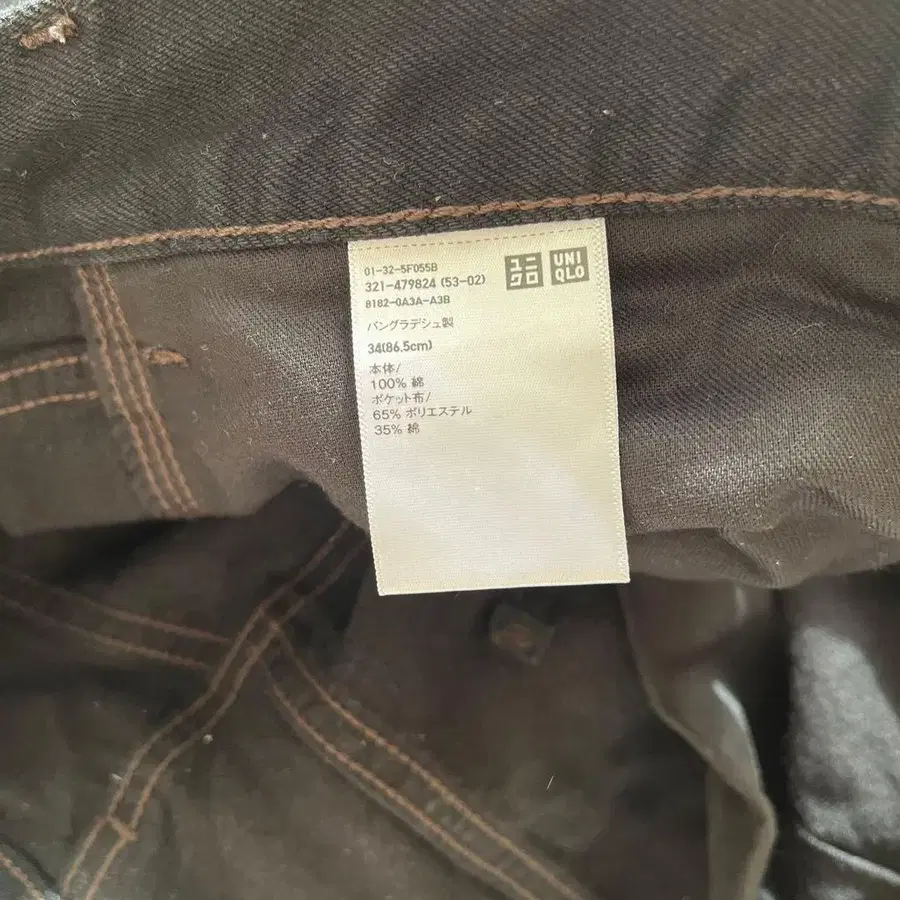 01-32-5F055B
321-479824 (53-02)
8182-0A3A-A3B
ユニクロ
UNIQLO
バングラデシュ製
34(86.5cm)
本体/
100% 綿
ポケット布/
65% ポリエステル
35% 綿